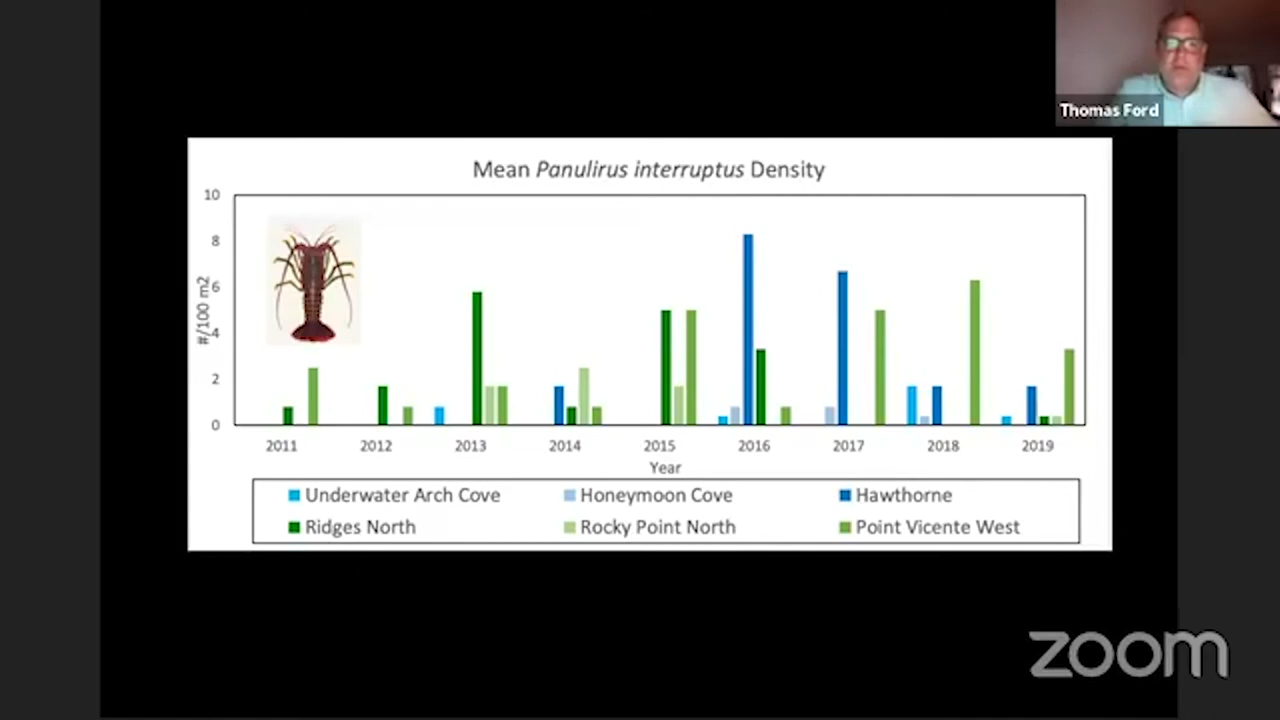 Thomas Ford
Mean Panulirus interruptus Density
#/100 m2
10
8
6
4
2
0
2011 2012 2013 2014 2015 2016 2017 2018 2019
Year
Underwater Arch Cove Honeymoon Cove Hawthorne
Ridges North Rocky Point North Point Vicente West
zoom